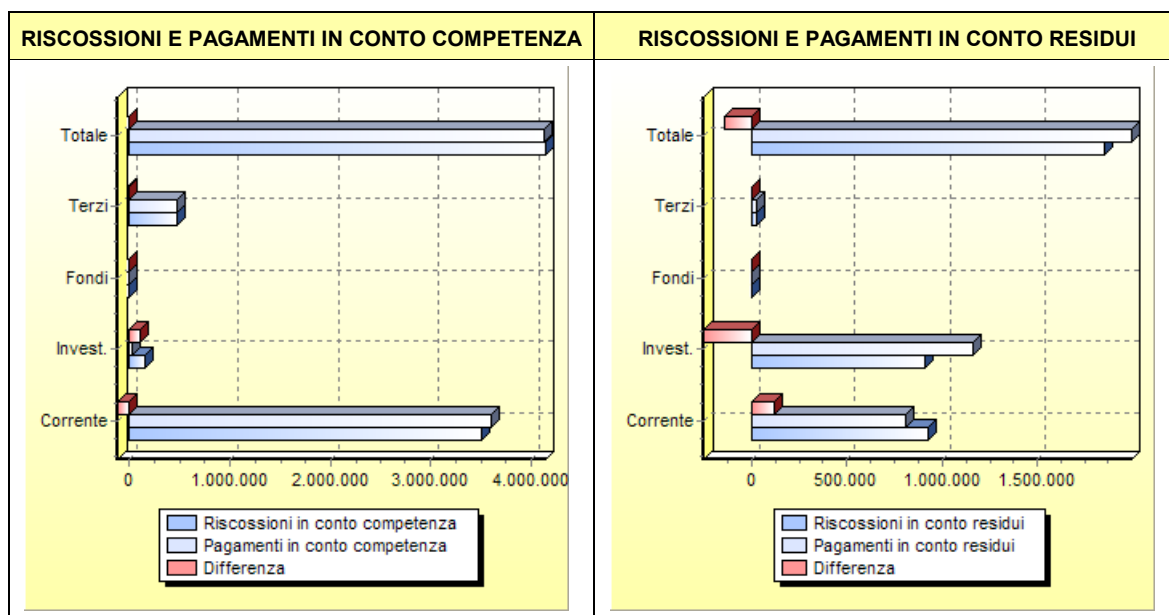 RISCOSSIONI E PAGAMENTI IN CONTO COMPETENZA
Totale
Terzi
Fondi
Invest.
Corrente
0 1.000.000 2.000.000 3.000.000 4.000.000
Riscossioni in conto competenza
Pagamenti in conto competenza
Differenza
RISCOSSIONI E PAGAMENTI IN CONTO RESIDUI
Totale
Terzi
Fondi
Invest.
Corrente
0 500.000 1.000.000 1.500.000
Riscossioni in conto residui
Pagamenti in conto residui
Differenza